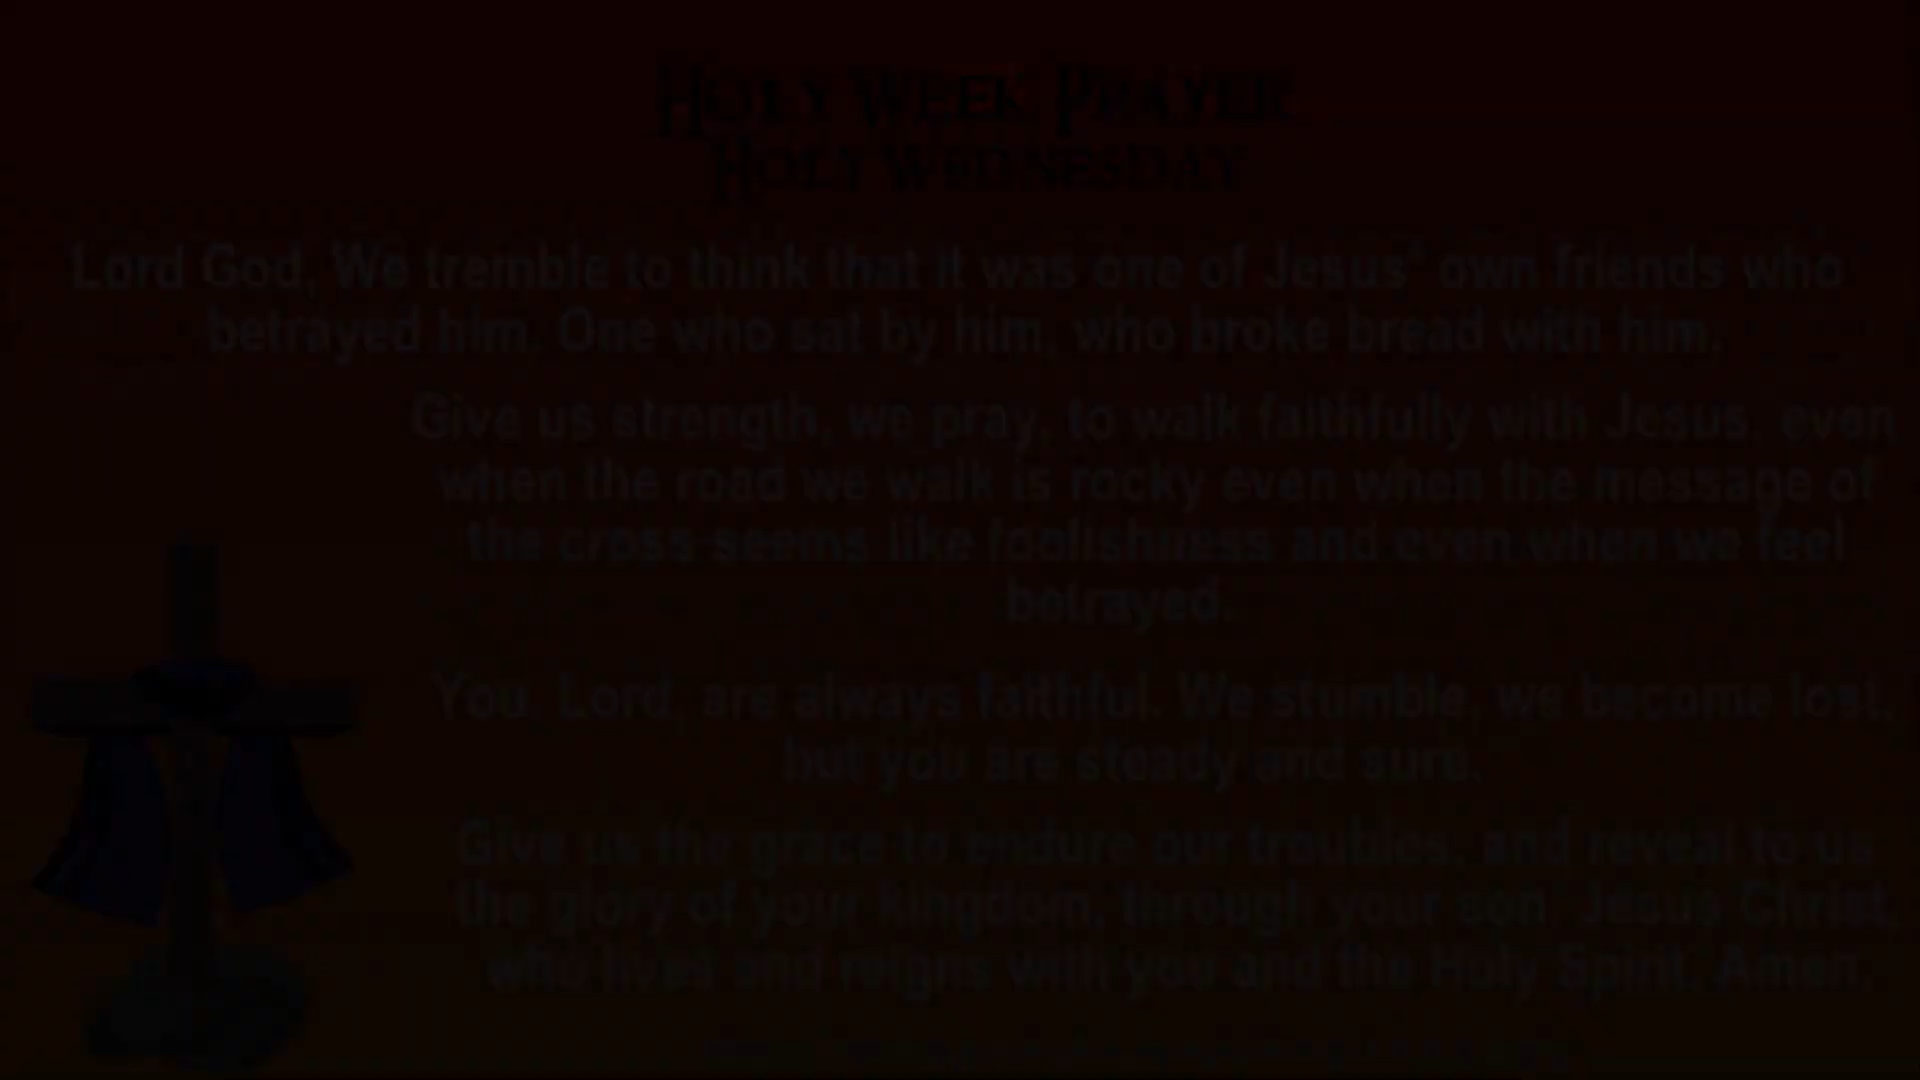 HOLY WEEK PRAYER
HOLY WEDNESDAY
Lord God, We tremble to think that it was one of Jesus' own friends who
betrayed him. One who sat by him, who broke bread with him.
Give us strength, we pray, to walk faithfully with Jesus, even
when the road we walk is rocky even when the message of
the cross seems like foolishness and even when we feel
betrayed.
You, Lord, are always faithful. We stumble, we become lost,
but you are steady and sure.
Give us the grace to endure our troubles, and reveal to us
the glory of your kingdom, through your son, Jesus Christ,
who lives and reigns with you and the Holy Spirit. Amen.